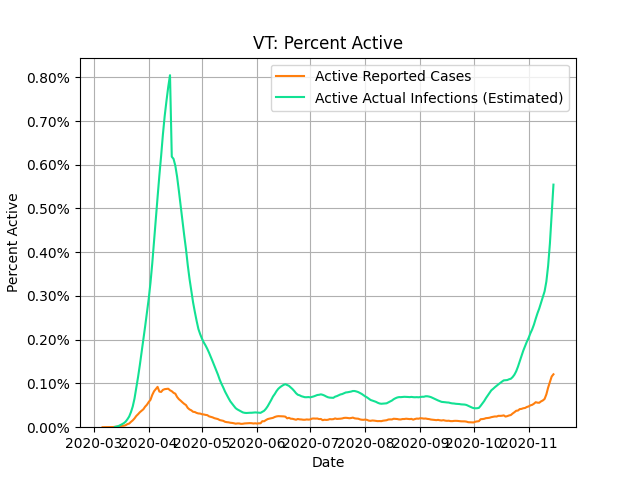 VT: Percent Active
Active Reported Cases
Active Actual Infections (Estimated)
0.80%
0.70%
0.60%
0.50%
0.40%
0.30%
0.20%
0.10%
0.00%
Percent Active
2020-03 2020-04 2020-05 2020-06 2020-07 2020-08 2020-09 2020-10 2020-11
Date